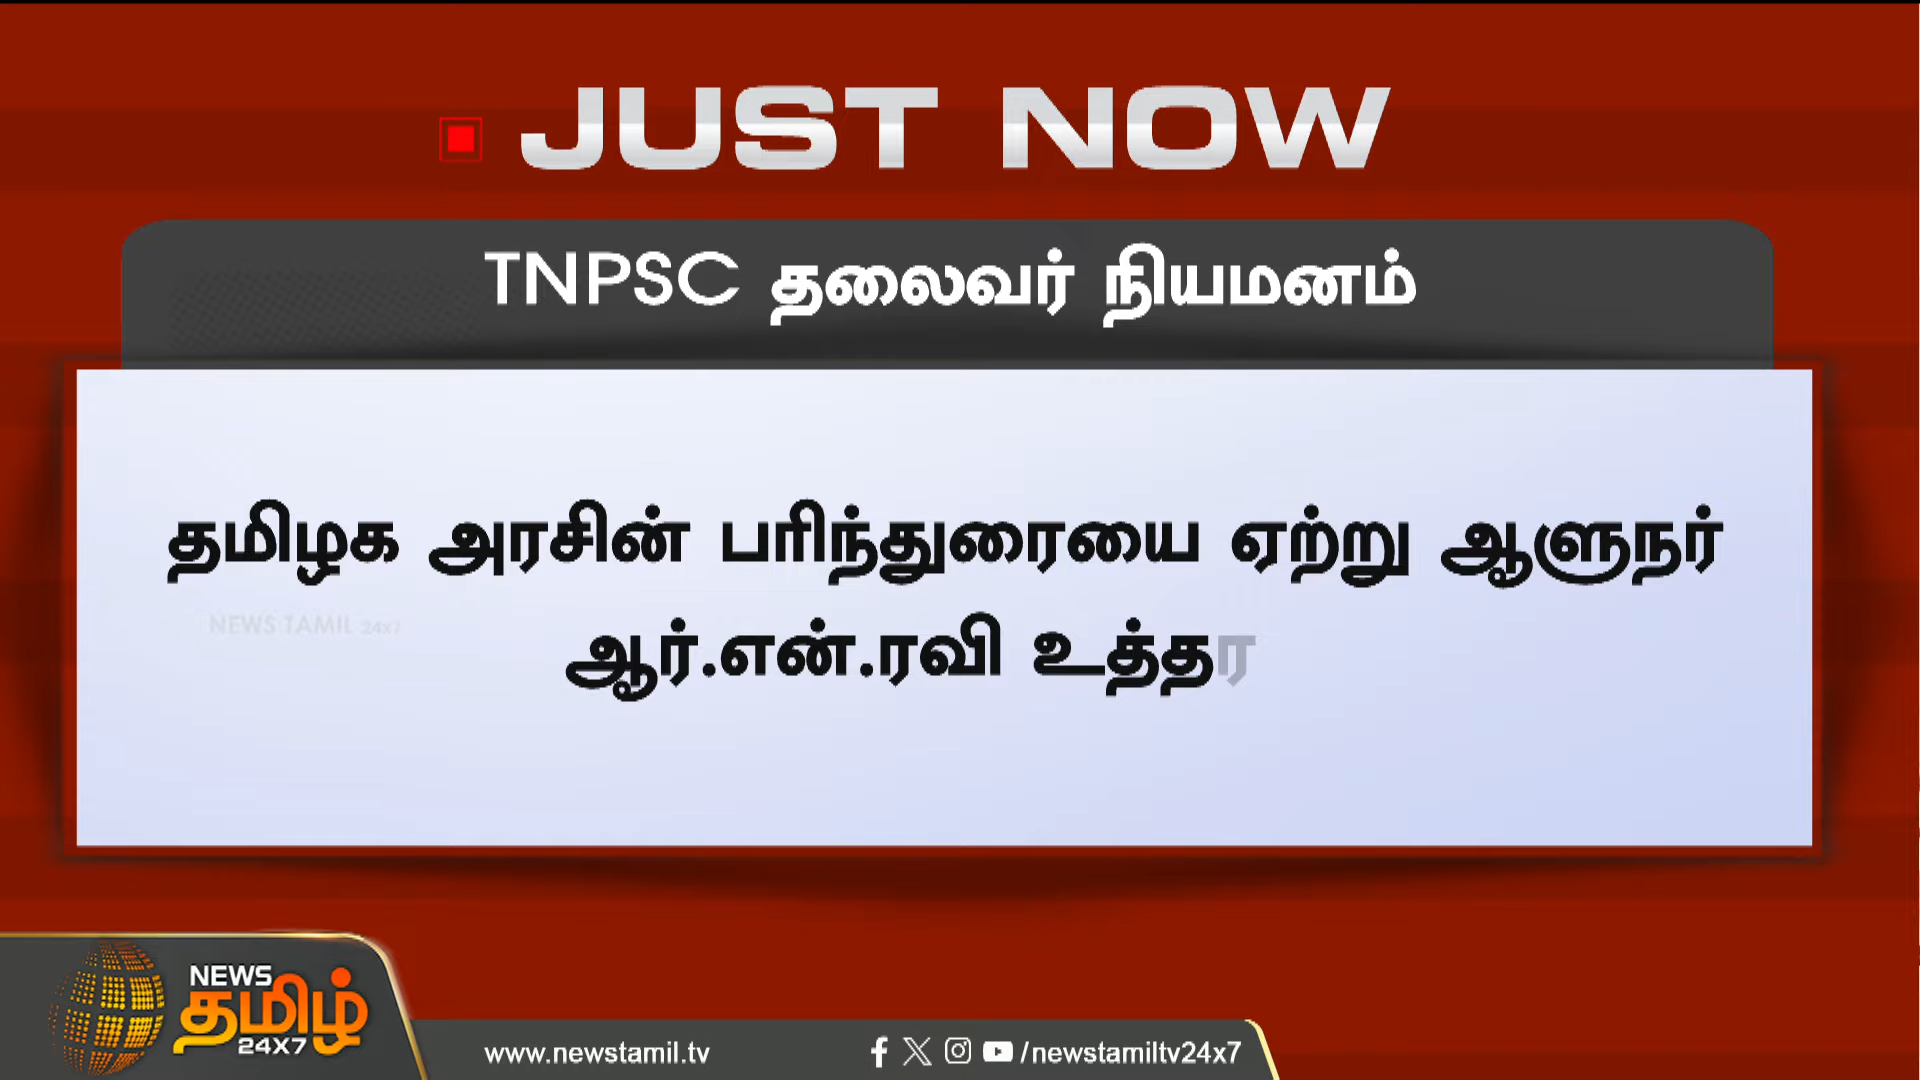 JUST NOW
TNPSC தலைவர் நியமனம்
தமிழக அரசின் பரிந்துரையை ஏற்று ஆளுநர்
ஆர்.என்.ரவி உத்தர
NEWS TAMIL 24x7
NEWS
தமிழ்
24X7
www.newstamil.tv
/newstamiltv24x7